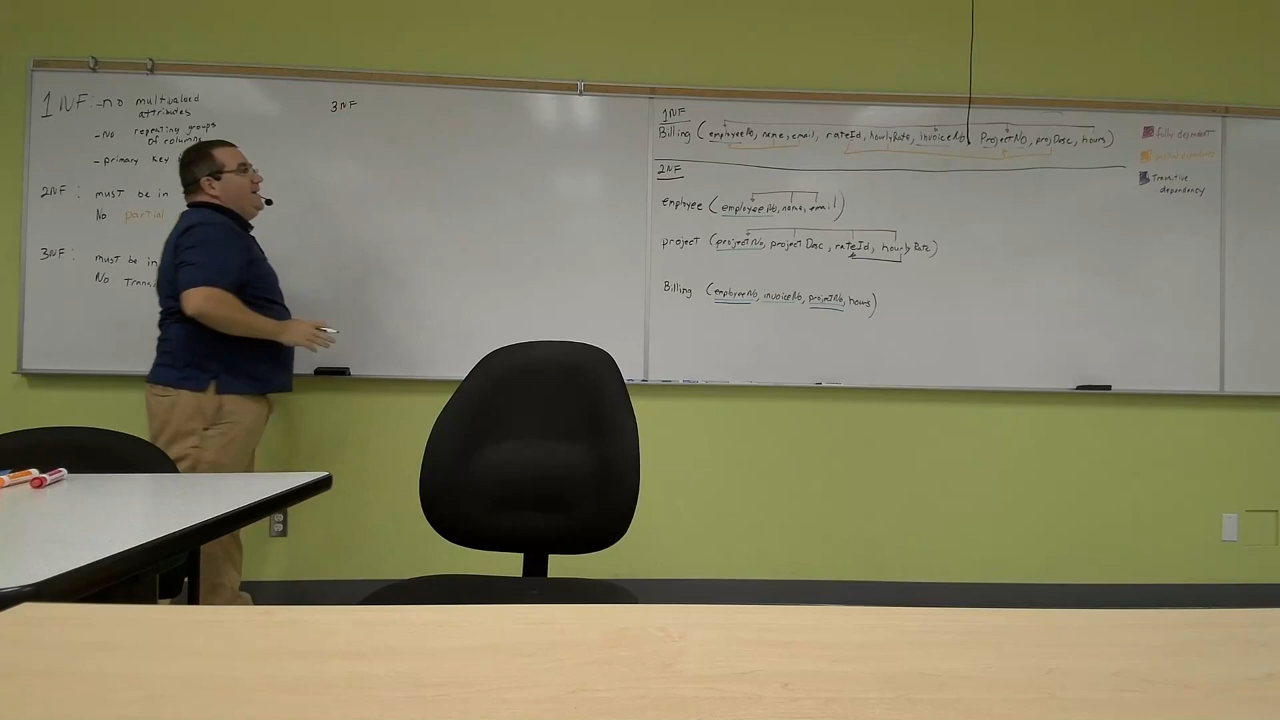 1NF: -no multivalued
attributes
-No repeating groups
of columns
-primary key
2NF: must be in
No partial
3NF: must be in
No Trans
3NF
1NF
Billing (employeeNo, name, email, rateId, hourlyRate, invoiceNo, ProjectNo, projDesc, hours)
2NF
employee (employeeNo, name, email)
project (projectNo, project Desc, rateId, hourly Rate)
Billing (employeeNo, invoiceNo, projectNo, hours)
fully dependent
partial
Transitive
dependency